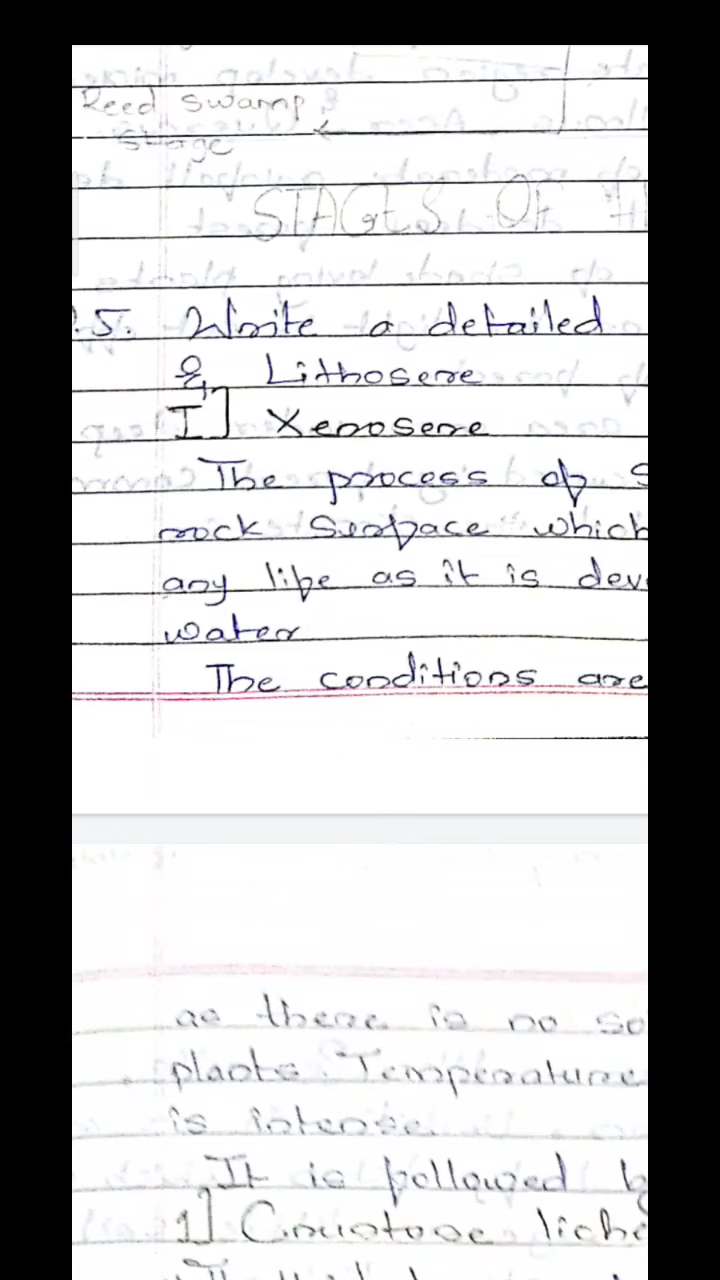 Reed swamp
stage
STAGES OF
.5. Write a detailed
& Lithosere
I] Xerosere
The process of S
rock Surface which
any life as it is dev
water
The conditions are
as there is no so
plants. Temperature
is intense.
It is followed b
1] Crustose liche